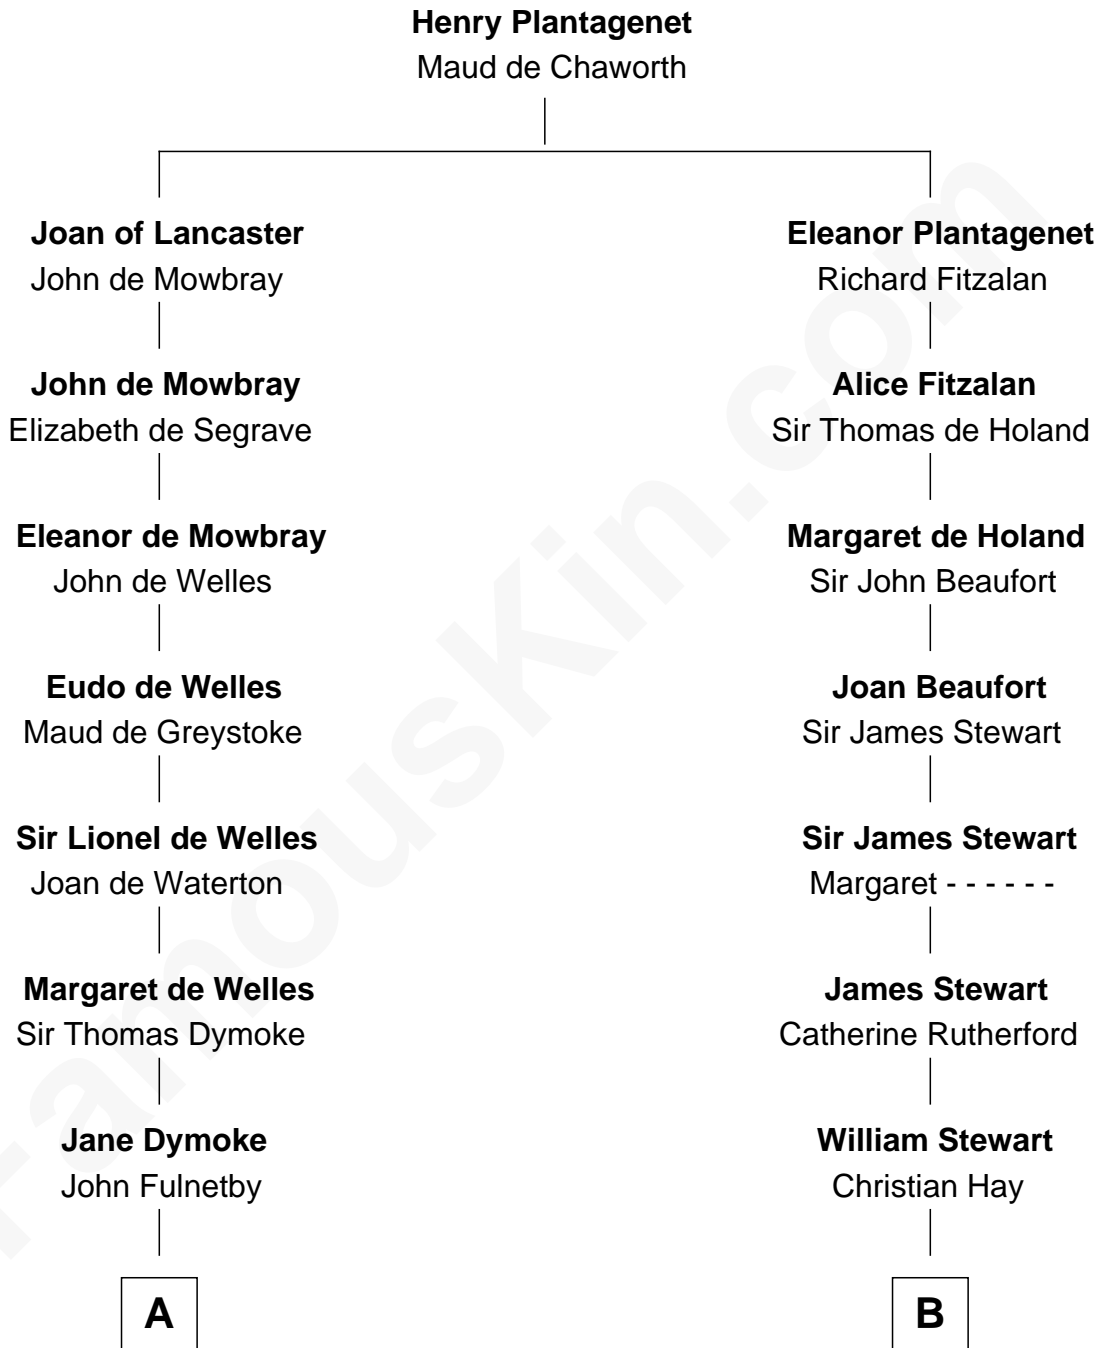 Henry Plantagenet
Maud de Chaworth
Joan of Lancaster
John de Mowbray
Eleanor Plantagenet
Richard Fitzalan
John de Mowbray
Elizabeth de Segrave
Alice Fitzalan
Sir Thomas de Holand
Eleanor de Mowbray
John de Welles
Margaret de Holand
Sir John Beaufort
Eudo de Welles
Maud de Greystoke
Joan Beaufort
Sir James Stewart
Sir Lionel de Welles
Joan de Waterton
Sir James Stewart
Margaret - - - - - -
Margaret de Welles
Sir Thomas Dymoke
James Stewart
Catherine Rutherford
Jane Dymoke
John Fulnetby
William Stewart
Christian Hay
A
B
FamousKin.com